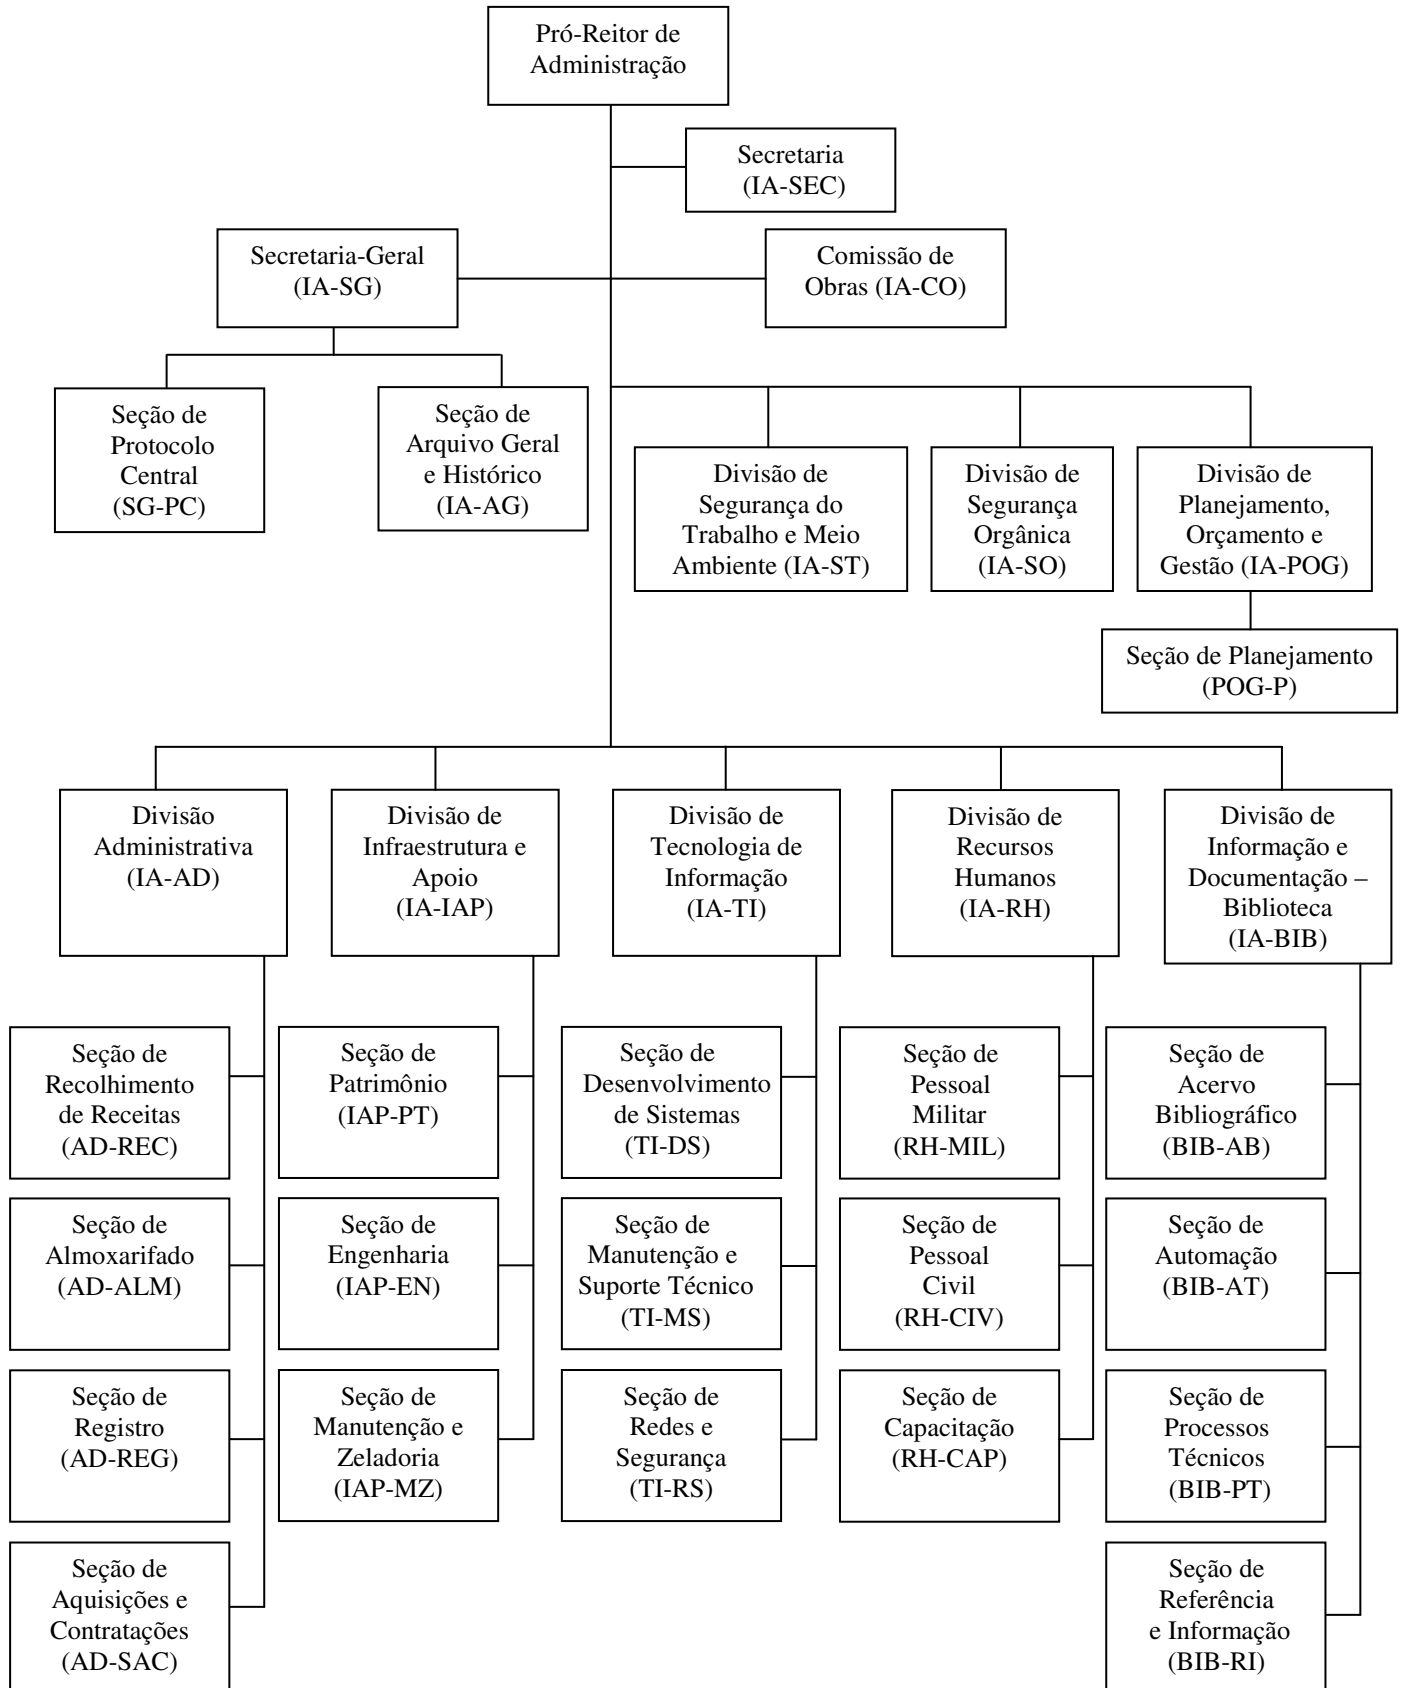 Pró-Reitor de
Administração
Secretaria
(IA-SEC)
Secretaria-Geral
(IA-SG)
Comissão de
Obras (IA-CO)
Seção de
Protocolo
Central
(SG-PC)
Seção de
Arquivo Geral
e Histórico
(IA-AG)
Divisão de
Segurança do
Trabalho e Meio
Ambiente (IA-ST)
Divisão de
Segurança
Orgânica
(IA-SO)
Divisão de
Planejamento,
Orçamento e
Gestão (IA-POG)
Seção de Planejamento
(POG-P)
Divisão
Administrativa
(IA-AD)
Divisão de
Infraestrutura e
Apoio
(IA-IAP)
Divisão de
Tecnologia de
Informação
(IA-TI)
Divisão de
Recursos
Humanos
(IA-RH)
Divisão de
Informação e
Documentação –
Biblioteca
(IA-BIB)
Seção de
Recolhimento
de Receitas
(AD-REC)
Seção de
Patrimônio
(IAP-PT)
Seção de
Desenvolvimento
de Sistemas
(TI-DS)
Seção de
Pessoal
Militar
(RH-MIL)
Seção de
Acervo
Bibliográfico
(BIB-AB)
Seção de
Almoxarifado
(AD-ALM)
Seção de
Engenharia
(IAP-EN)
Seção de
Manutenção e
Suporte Técnico
(TI-MS)
Seção de
Pessoal
Civil
(RH-CIV)
Seção de
Automação
(BIB-AT)
Seção de
Registro
(AD-REG)
Seção de
Manutenção e
Zeladoria
(IAP-MZ)
Seção de
Redes e
Segurança
(TI-RS)
Seção de
Capacitação
(RH-CAP)
Seção de
Processos
Técnicos
(BIB-PT)
Seção de
Aquisições e
Contratações
(AD-SAC)
Seção de
Referência
e Informação
(BIB-RI)